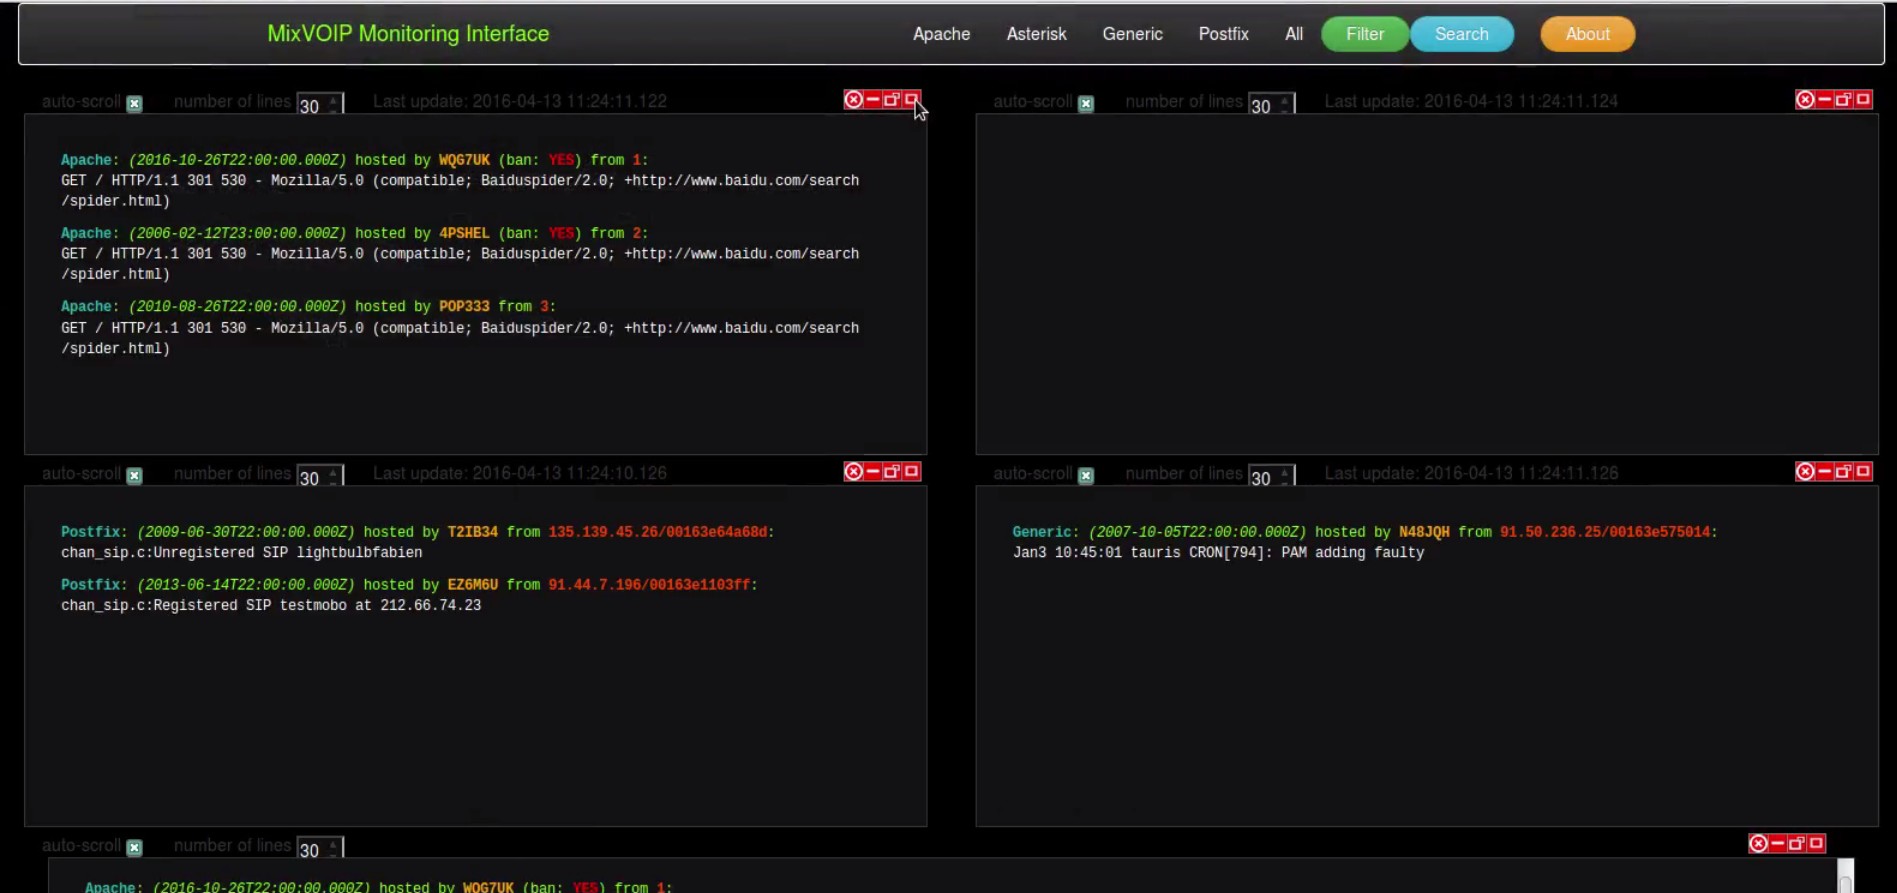 MixVOIP Monitoring Interface Apache Asterisk Generic Postfix All Filter Search About
auto-scroll number of lines 30 Last update: 2016-04-13 11:24:11.122
Apache: (2016-10-26T22:00:00.000Z) hosted by WQG7UK (ban: YES) from 1:
GET / HTTP/1.1 301 530 - Mozilla/5.0 (compatible; Baiduspider/2.0; +http://www.baidu.com/search
/spider.html)
Apache: (2006-02-12T23:00:00.000Z) hosted by 4PSHEL (ban: YES) from 2:
GET / HTTP/1.1 301 530 - Mozilla/5.0 (compatible; Baiduspider/2.0; +http://www.baidu.com/search
/spider.html)
Apache: (2010-08-26T22:00:00.000Z) hosted by POP333 from 3:
GET / HTTP/1.1 301 530 - Mozilla/5.0 (compatible; Baiduspider/2.0; +http://www.baidu.com/search
/spider.html)
auto-scroll number of lines 30 Last update: 2016-04-13 11:24:11.124
auto-scroll number of lines 30 Last update: 2016-04-13 11:24:10.126
Postfix: (2009-06-30T22:00:00.000Z) hosted by T2IB34 from 135.139.45.26/00163e64a68d:
chan_sip.c:Unregistered SIP lightbulbfabien
Postfix: (2013-06-14T22:00:00.000Z) hosted by EZ6M6U from 91.44.7.196/00163e1103ff:
chan_sip.c:Registered SIP testmobo at 212.66.74.23
auto-scroll number of lines 30 Last update: 2016-04-13 11:24:11.126
Generic: (2007-10-05T22:00:00.000Z) hosted by N48JQH from 91.50.236.25/00163e575014:
Jan3 10:45:01 tauris CRON[794]: PAM adding faulty
auto-scroll number of lines 30
Apache: (2016-10-26T22:00:00.000Z) hosted by WQG7UK (ban: YES) from 1: